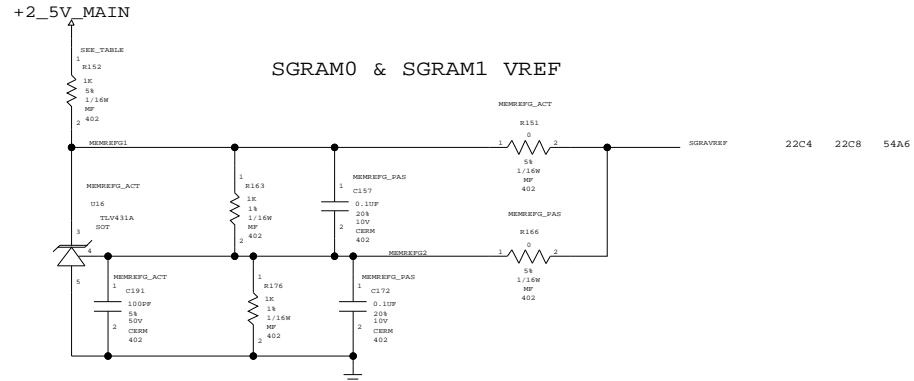 +2_5V_MAIN
SEE_TABLE
1
R152
1K
5%
1/16W
MF
402
2
SGRAM0 & SGRAM1 VREF
MEMREFG1
MEMREFG_ACT
R151
1
0
2
5%
1/16W
MF
402
SGRAVREF 22C4 22C8 54A6
MEMREFG_ACT
U16
TLV431A
SOT
3
4
5
1
R163
1K
1%
1/16W
MF
402
2
MEMREFG_PAS
1
C157
0.1UF
20%
10V
CERM
402
2
MEMREFG2
MEMREFG_PAS
R166
1
0
2
5%
1/16W
MF
402
MEMREFG_ACT
1
C191
100PF
5%
50V
CERM
402
2
1
R176
1K
1%
1/16W
MF
402
2
MEMREFG_PAS
1
C172
0.1UF
20%
10V
CERM
402
2